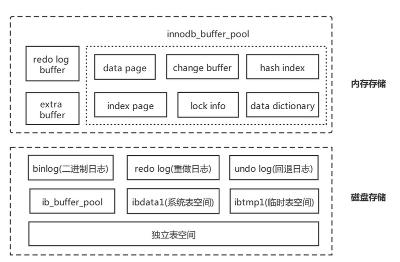 innodb_buffer_pool
redo log
buffer
data page
change buffer
hash index
extra
buffer
index page
lock info
data dictionary
内存存储
binlog(二进制日志)
redo log(重做日志)
undo log(回退日志)
ib_buffer_pool
ibdata1(系统表空间)
ibtmp1(临时表空间)
独立表空间
磁盘存储